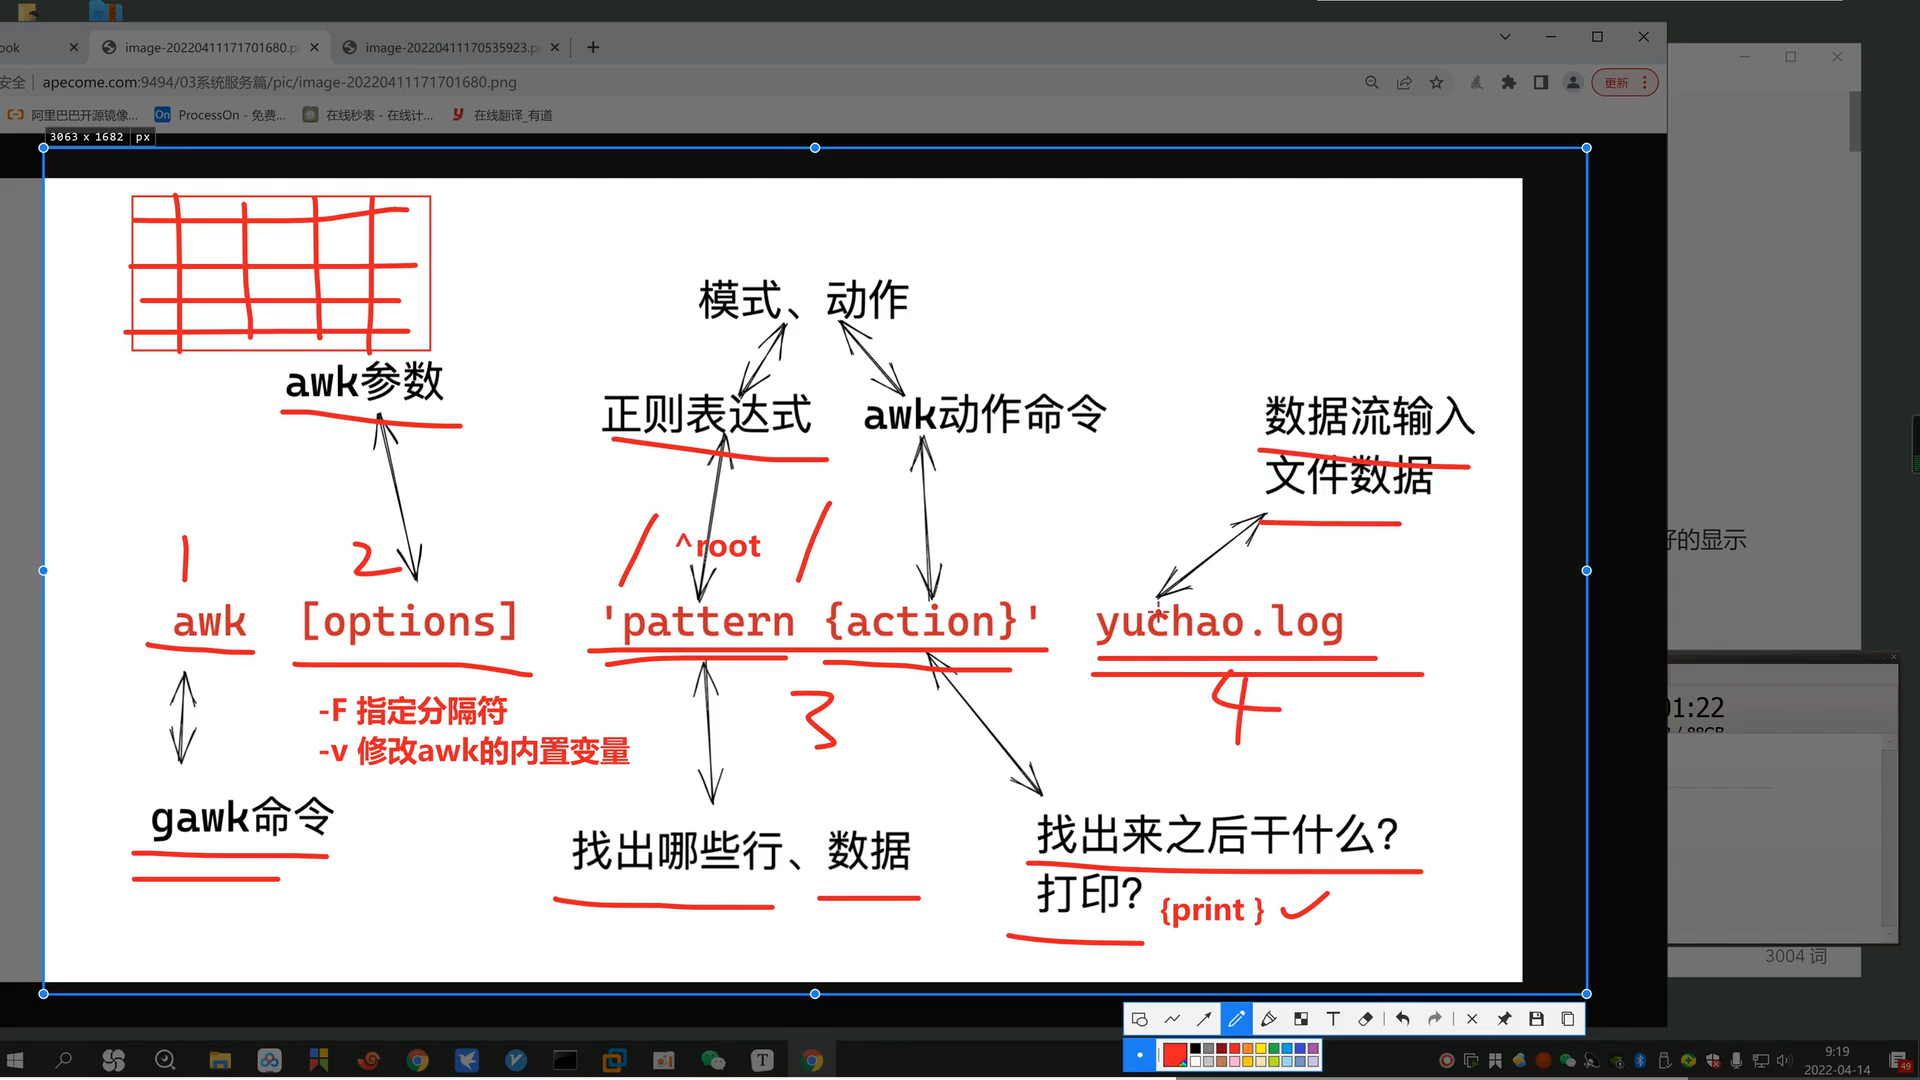 ook
image-20220411171701680.p
image-20220411170535923.p
安全
apecome.com:9494/03系统服务篇/pic/image-20220411171701680.png
更新
阿里巴巴开源镜像...
On
ProcessOn - 免费...
在线秒表 - 在线计...
y
在线翻译_有道
3063 x 1682 px
模式、动作
awk参数
正则表达式
awk动作命令
数据流输入
文件数据
好的显示
1
2
/ ^root /
awk [options] 'pattern {action}' yuchao.log
-F 指定分隔符
-v 修改awk的内置变量
3
4
01:22
gawk命令
找出哪些行、数据
找出来之后干什么?
打印?
{print }
3004 词
T
T
9:19
2022-04-14
49